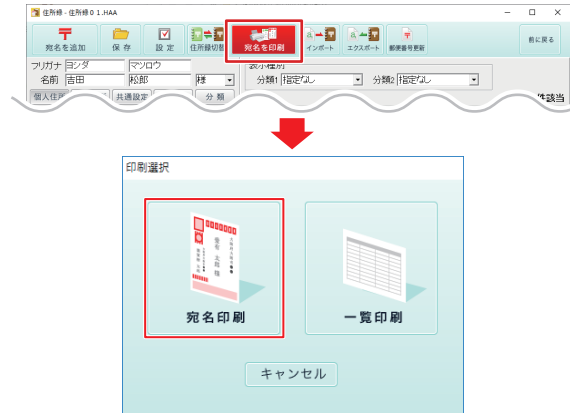 住所録 - 住所録０１.HAA
宛名を追加
保 存
設 定
住所録切替
宛名を印刷
インポート
エクスポート
郵便番号更新
前に戻る
フリガナ ヨシダ マツロウ
表示種別
名前 吉田 松郎 様
分類1 指定なし 分類2 指定なし
個人住所 共通設定 分 類
件該当
印刷選択
宛名印刷
一覧印刷
キャンセル